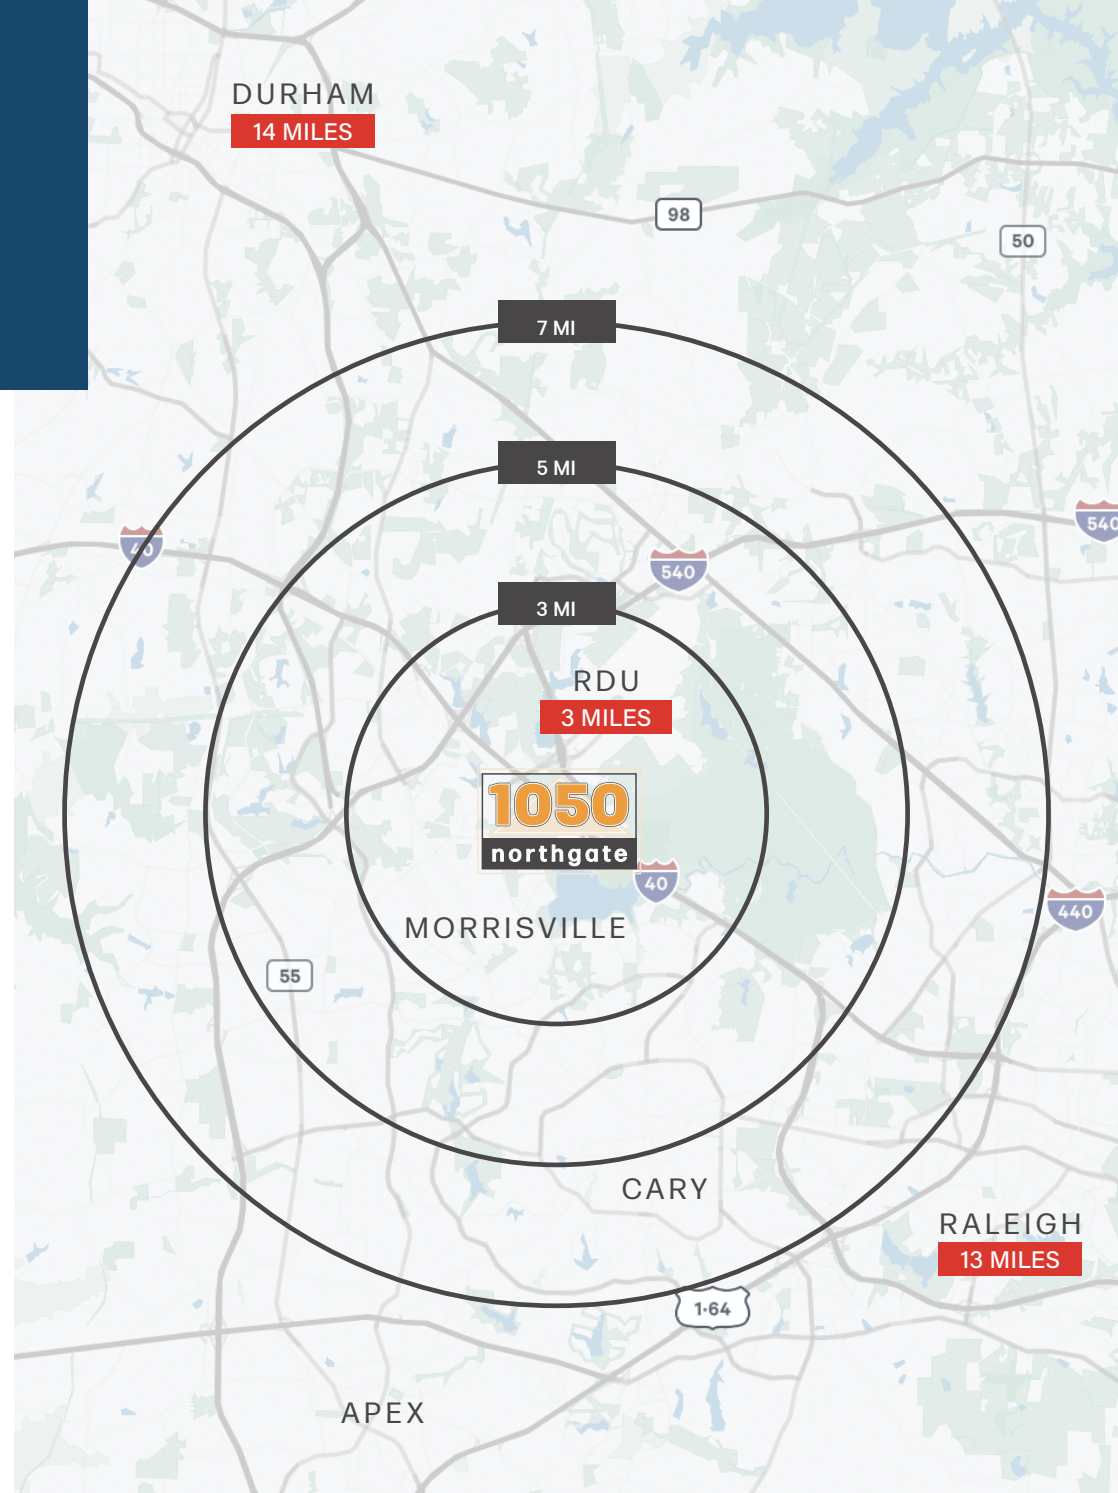 DURHAM
14 MILES
98
50
7 MI
5 MI
540
40
540
3 MI
RDU
3 MILES
1050
northgate
40
440
MORRISVILLE
55
CARY
RALEIGH
13 MILES
1-64
APEX